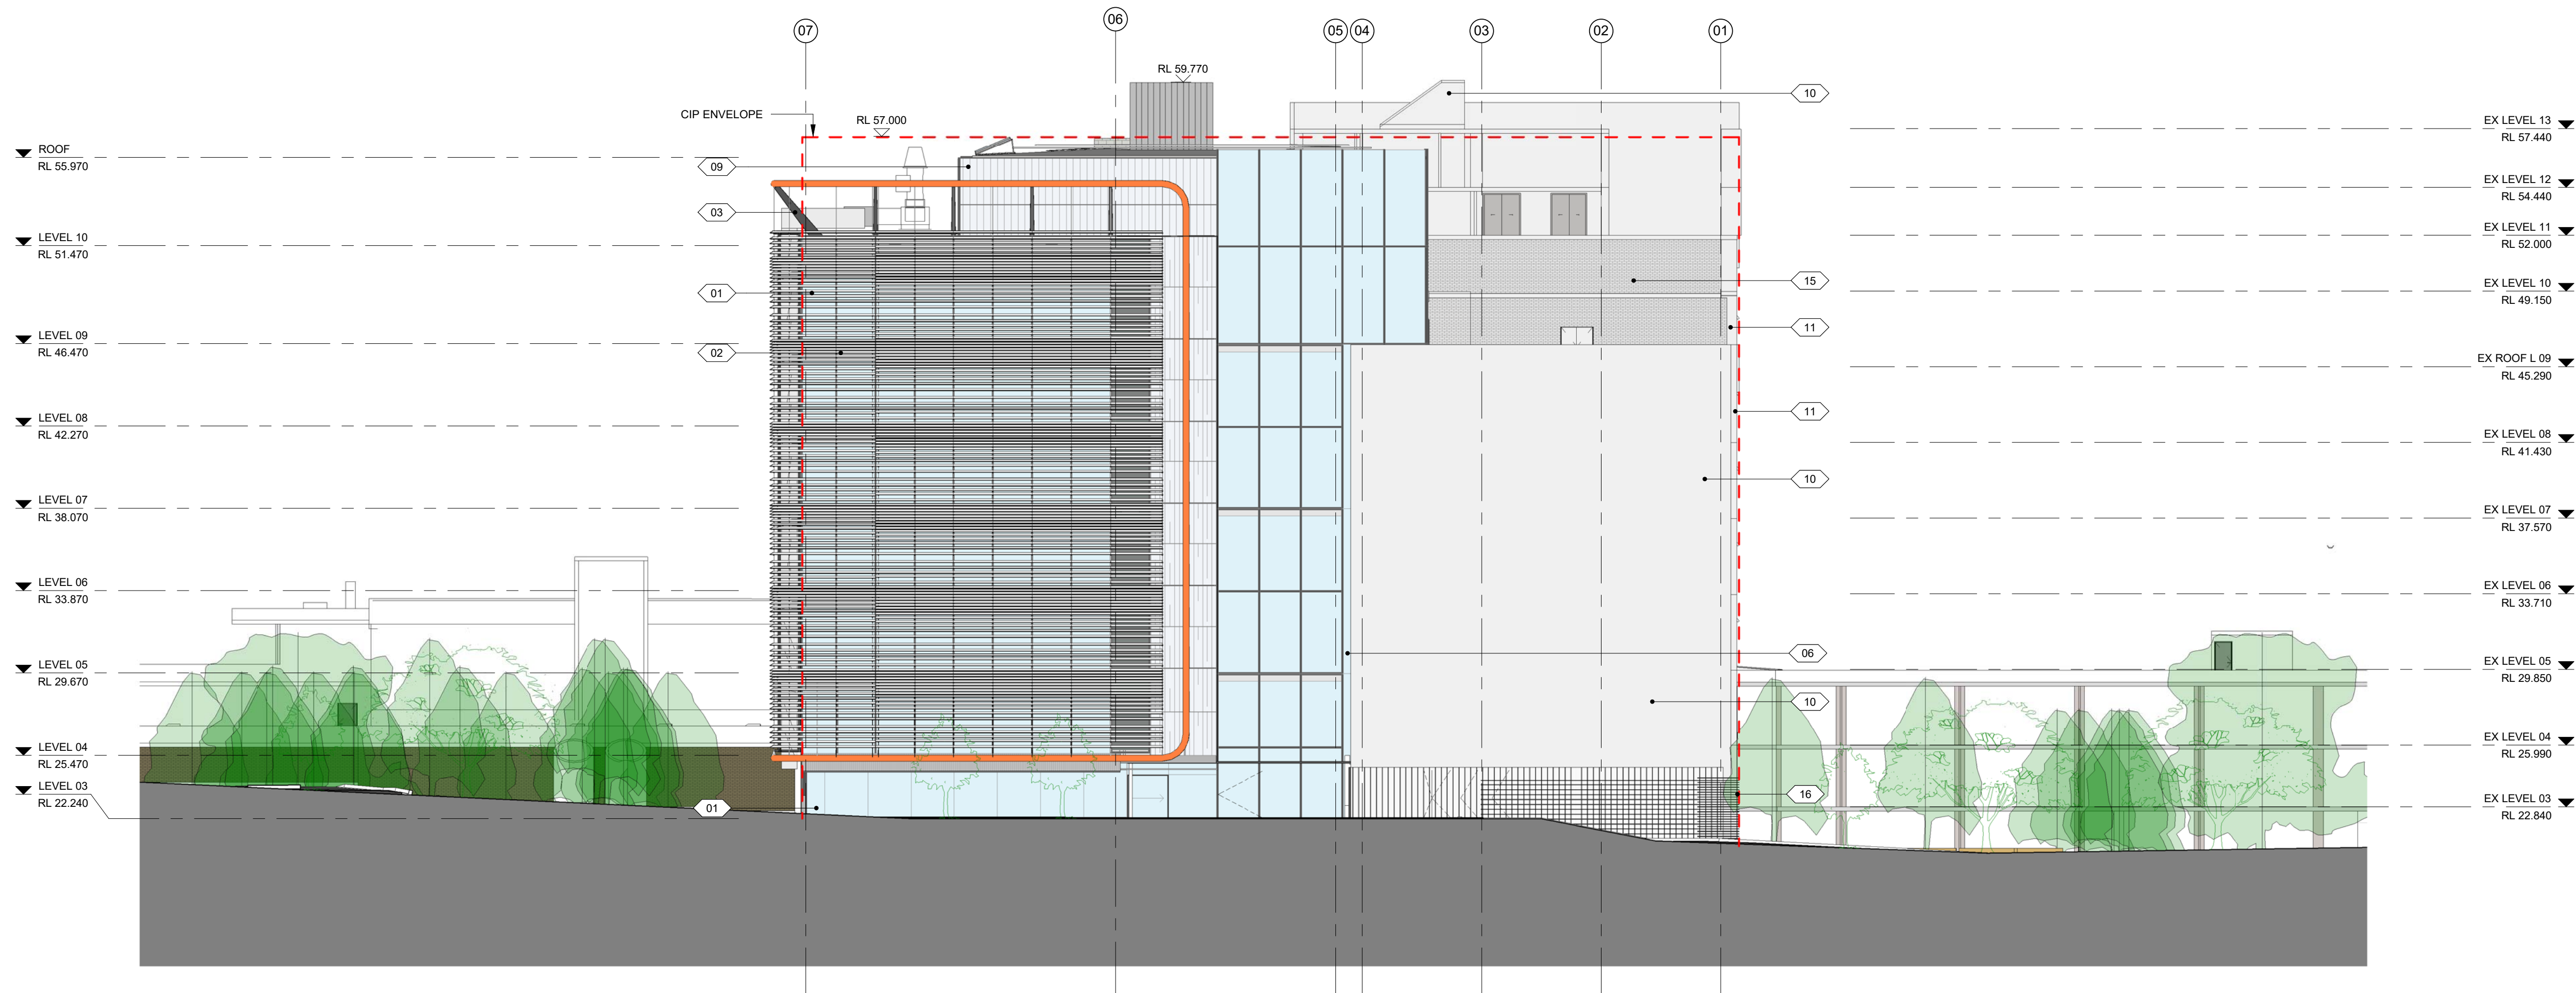 07
06
05
04
03
02
01
RL 59.770
CIP ENVELOPE
RL 57.000
ROOF
RL 55.970
LEVEL 10
RL 51.470
LEVEL 09
RL 46.470
LEVEL 08
RL 42.270
LEVEL 07
RL 38.070
LEVEL 06
RL 33.870
LEVEL 05
RL 29.670
LEVEL 04
RL 25.470
LEVEL 03
RL 22.240
09
03
01
02
01
10
15
11
11
10
06
10
16
EX LEVEL 13
RL 57.440
EX LEVEL 12
RL 54.440
EX LEVEL 11
RL 52.000
EX LEVEL 10
RL 49.150
EX ROOF L 09
RL 45.290
EX LEVEL 08
RL 41.430
EX LEVEL 07
RL 37.570
EX LEVEL 06
RL 33.710
EX LEVEL 05
RL 29.850
EX LEVEL 04
RL 25.990
EX LEVEL 03
RL 22.840